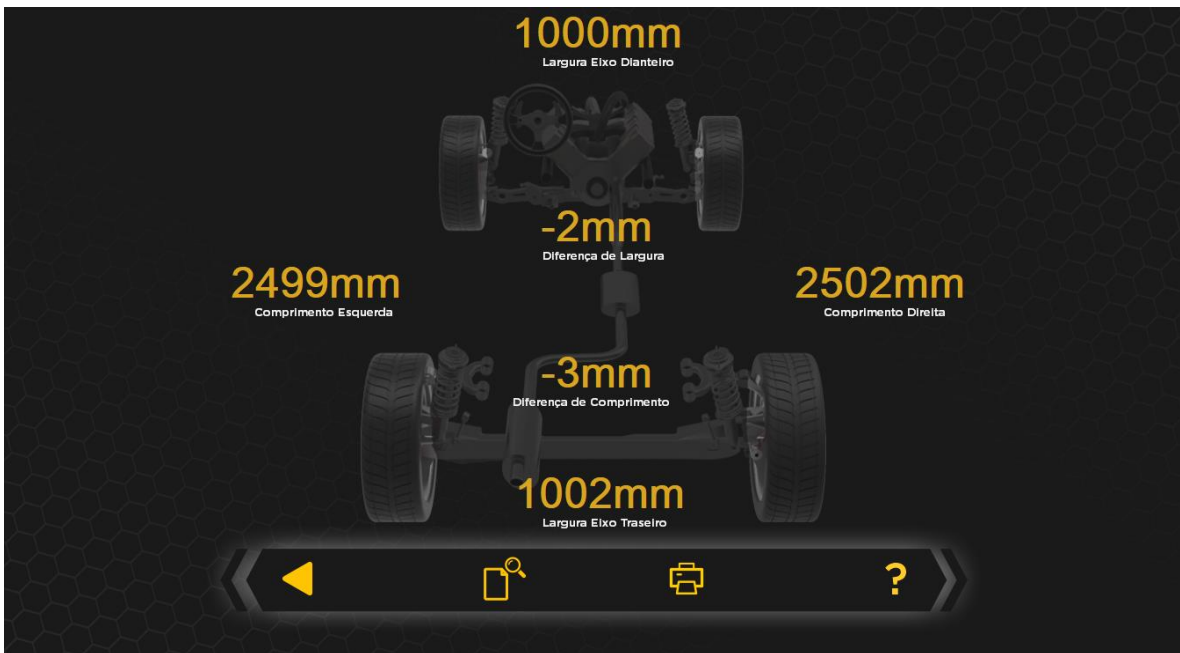 1000mm
Largura Eixo Dianteiro
-2mm
Diferença de Largura
2499mm
Comprimento Esquerda
2502mm
Comprimento Direita
-3mm
Diferença de Comprimento
1002mm
Largura Eixo Traseiro
?